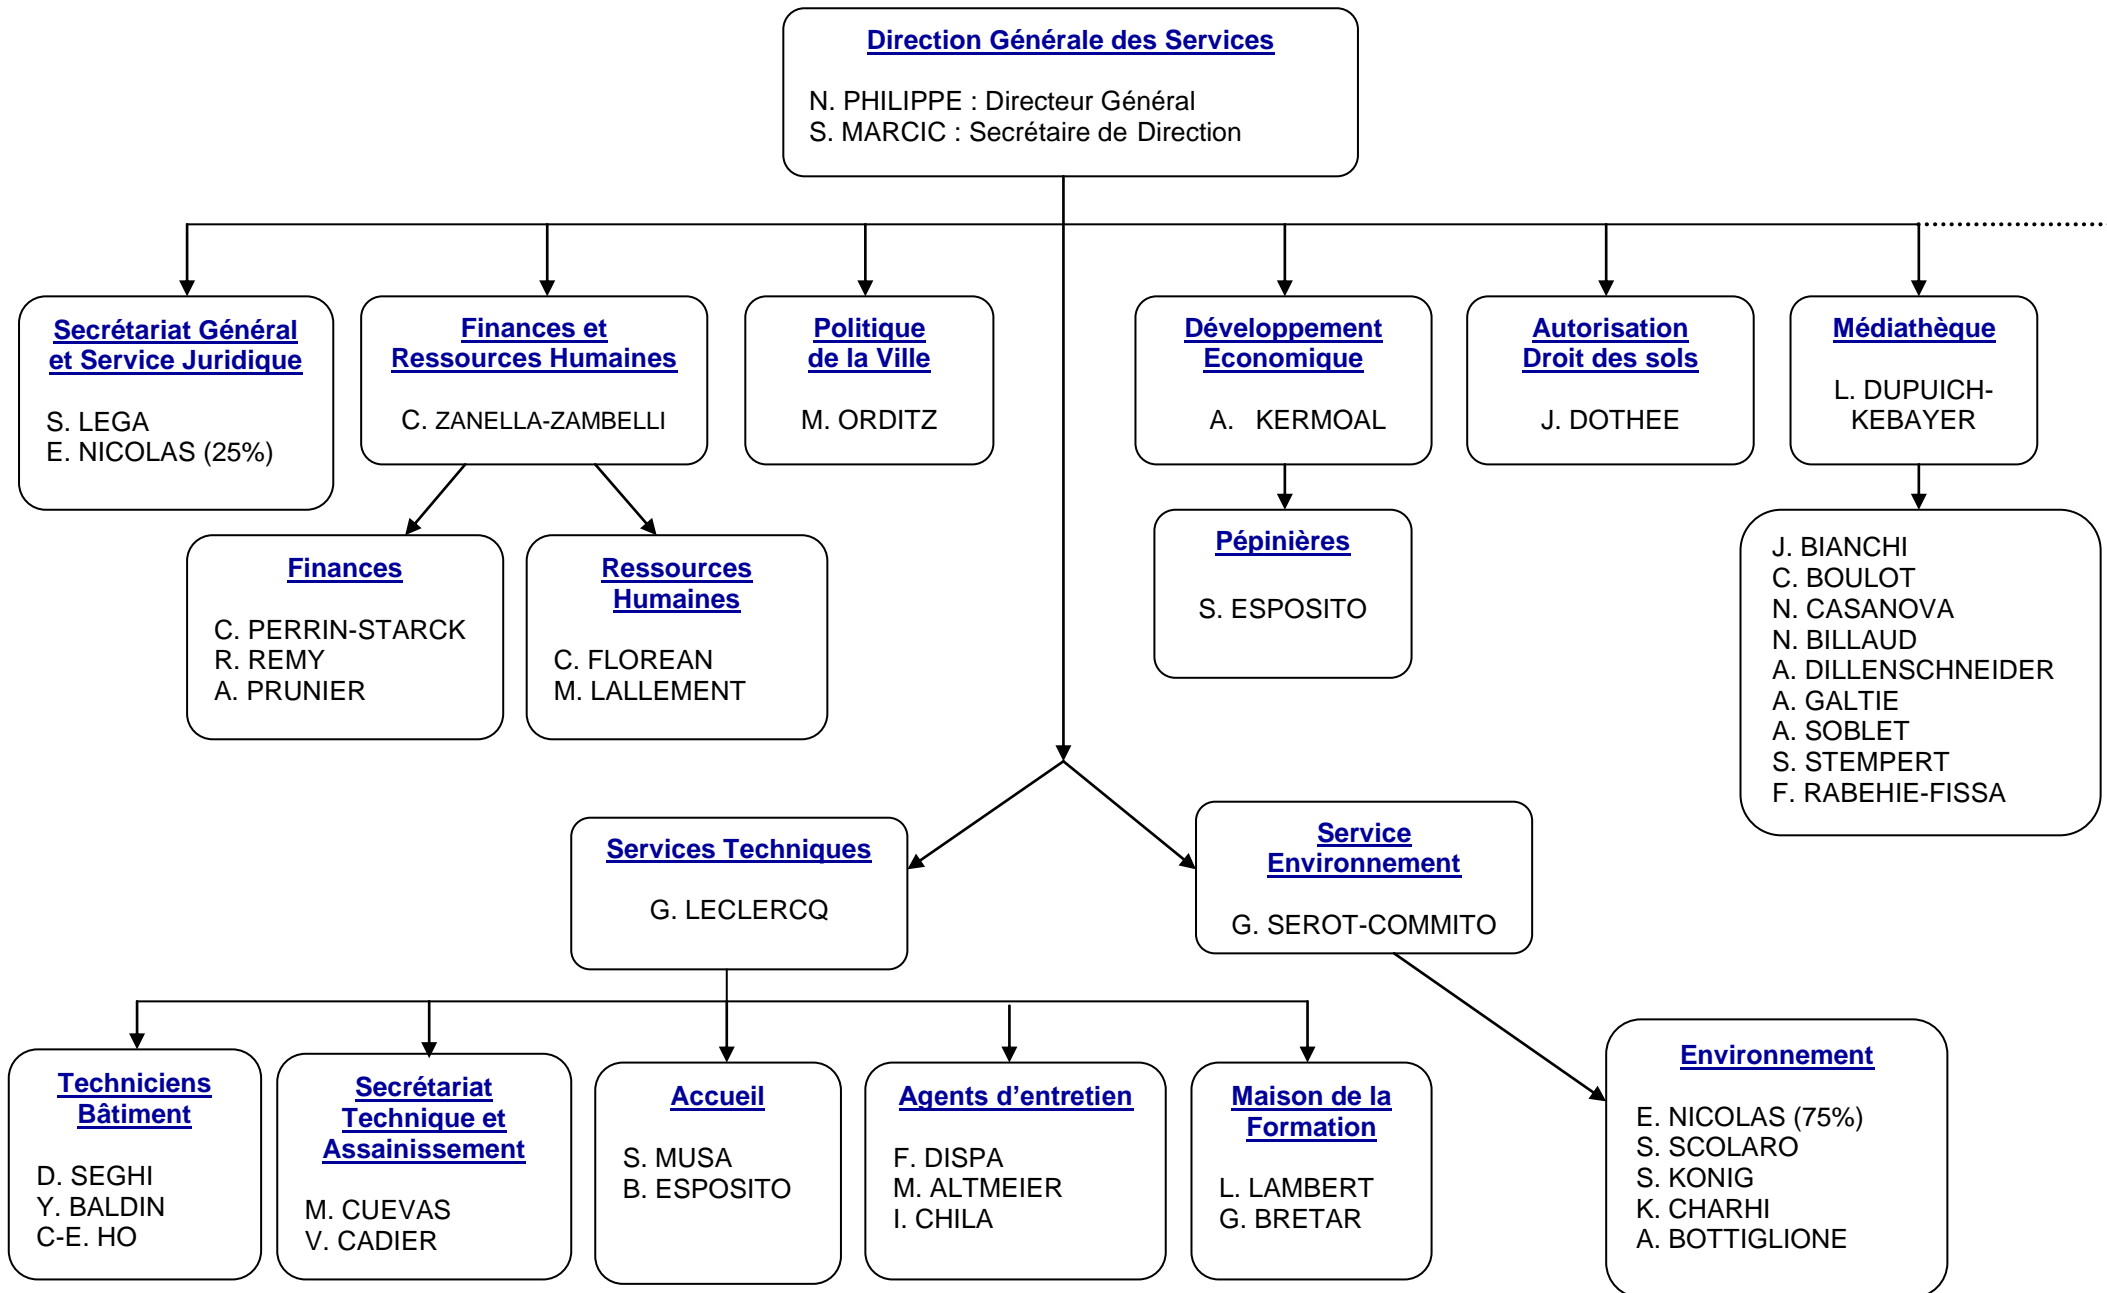 Direction Générale des Services
N. PHILIPPE : Directeur Général
S. MARCIC : Secrétaire de Direction
Secrétariat Général
et Service Juridique
S. LEGA
E. NICOLAS (25%)
Finances et
Ressources Humaines
C. ZANELLA-ZAMBELLI
Politique
de la Ville
M. ORDITZ
Développement
Economique
A. KERMOAL
Autorisation
Droit des sols
J. DOTHEE
Médiathèque
L. DUPUICH-
KEBAYER
Finances
C. PERRIN-STARCK
R. REMY
A. PRUNIER
Ressources
Humaines
C. FLOREAN
M. LALLEMENT
Pépinières
S. ESPOSITO
J. BIANCHI
C. BOULOT
N. CASANOVA
N. BILLAUD
A. DILLENSCHNEIDER
A. GALTIE
A. SOBLET
S. STEMPERT
F. RABEHIE-FISSA
Services Techniques
G. LECLERCQ
Service
Environnement
G. SEROT-COMMITO
Techniciens
Bâtiment
D. SEGHI
Y. BALDIN
C-E. HO
Secrétariat
Technique et
Assainissement
M. CUEVAS
V. CADIER
Accueil
S. MUSA
B. ESPOSITO
Agents d’entretien
F. DISPA
M. ALTMEIER
I. CHILA
Maison de la
Formation
L. LAMBERT
G. BRETAR
Environnement
E. NICOLAS (75%)
S. SCOLARO
S. KONIG
K. CHARHI
A. BOTTIGLIONE